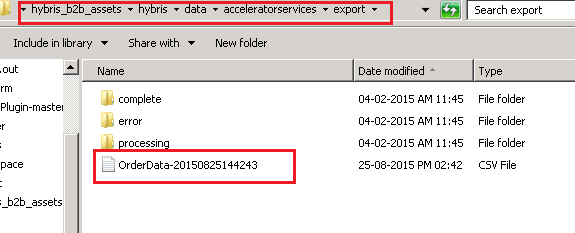 hybris_b2b_assets hybris data acceleratorservices export Search export
Include in library Share with New folder
Name Date modified Type
.out
rm
Plugin-master
er
s
space
t
s_b2b_assets
complete 04-02-2015 AM 11:45 File folder
error 04-02-2015 AM 11:45 File folder
processing 04-02-2015 AM 11:45 File folder
OrderData-20150825144243 25-08-2015 PM 02:42 CSV File